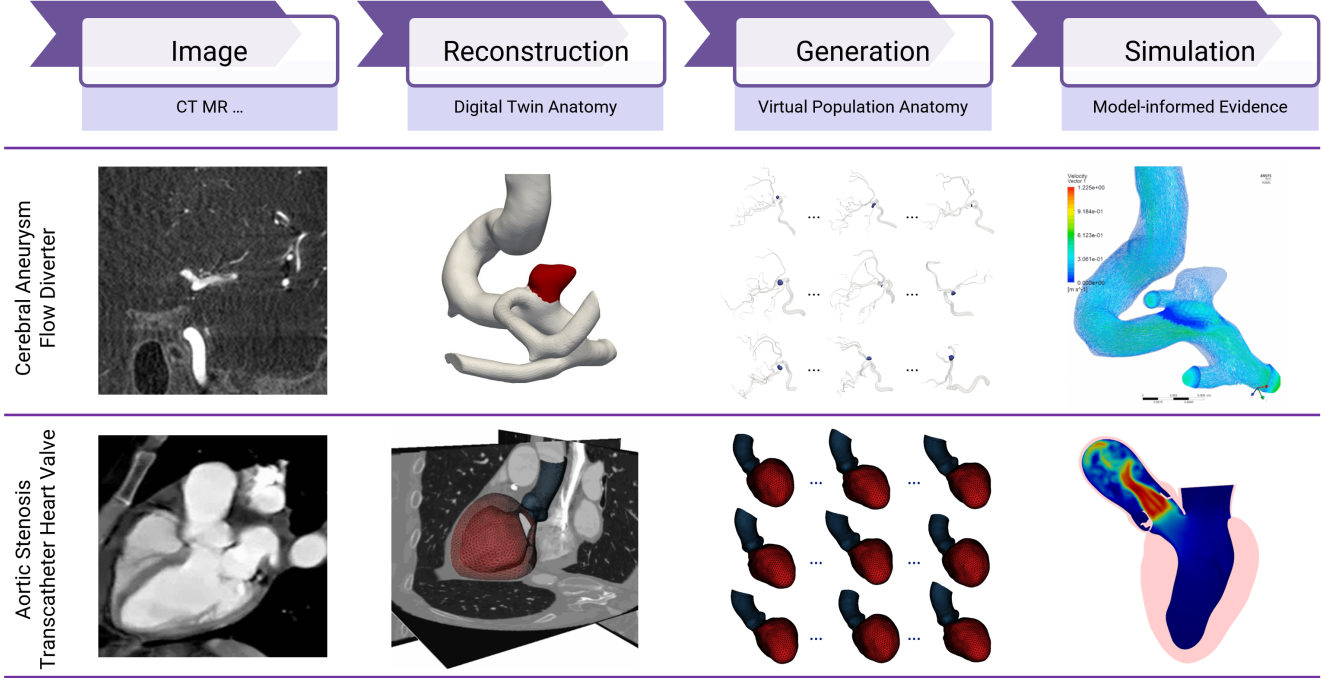 Image
Reconstruction
Generation
Simulation
CT MR ...
Digital Twin Anatomy
Virtual Population Anatomy
Model-informed Evidence
Cerebral Aneurysm
Flow Diverter
... ...
... ...
... ...
Velocity
Vector 1
1.225e+00
9.184e-01
6.123e-01
3.061e-01
0.000e+00
[m s^-1]
Aortic Stenosis
Transcatheter Heart Valve
... ...
... ...
... ...